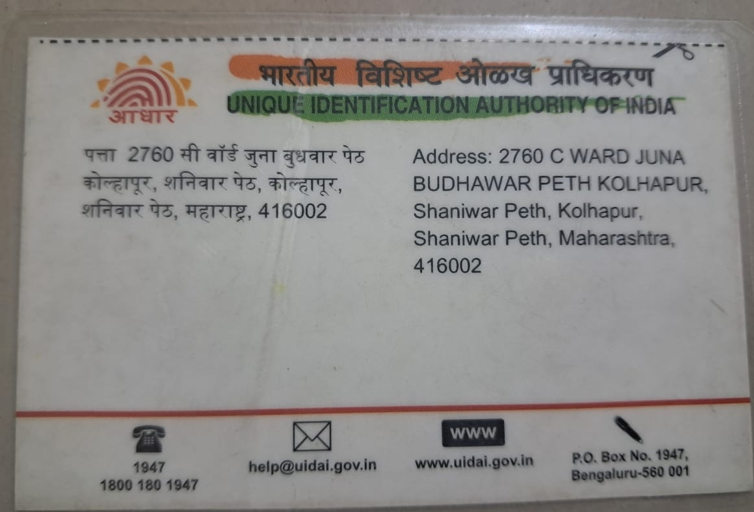 भारतीय विशिष्ट ओळख प्राधिकरण
आधार
UNIQUE IDENTIFICATION AUTHORITY OF INDIA
पत्ता 2760 सी वॉर्ड जुना बुधवार पेठ
कोल्हापूर, शनिवार पेठ, कोल्हापूर,
शनिवार पेठ, महाराष्ट्र, 416002
Address: 2760 C WARD JUNA
BUDHAWAR PETH KOLHAPUR,
Shaniwar Peth, Kolhapur,
Shaniwar Peth, Maharashtra,
416002
1947
1800 180 1947
help@uidai.gov.in
www
www.uidai.gov.in
P.O. Box No. 1947,
Bengaluru-560 001